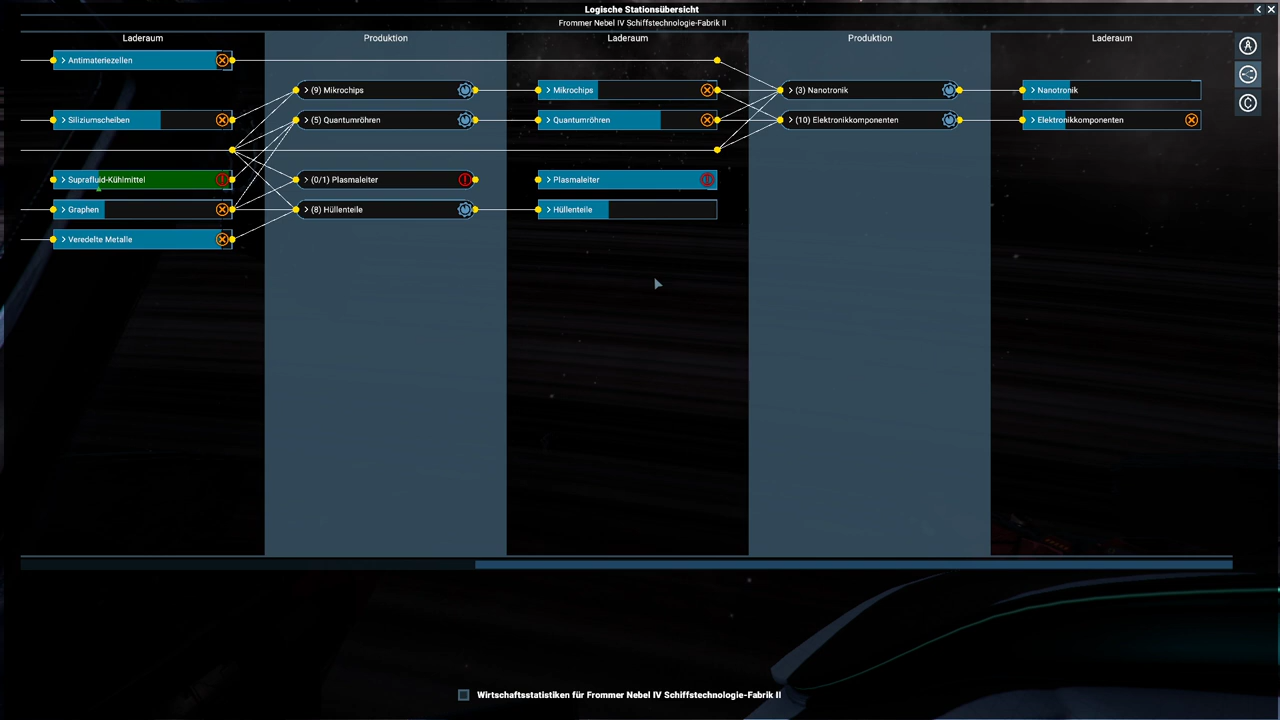 Logische Stationsübersicht
Frommer Nebel IV Schiffstechnologie-Fabrik II
Laderaum Produktion Laderaum Produktion Laderaum
Antimateriezellen
(9) Mikrochips Mikrochips (3) Nanotronik Nanotronik
Siliziumscheiben (5) Quantumröhren Quantumröhren (10) Elektronikkomponenten Elektronikkomponenten
Suprafluid-Kühlmittel (0/1) Plasmaleiter Plasmaleiter
Graphen (8) Hüllenteile Hüllenteile
Veredelte Metalle
Wirtschaftsstatistiken für Frommer Nebel IV Schiffstechnologie-Fabrik II